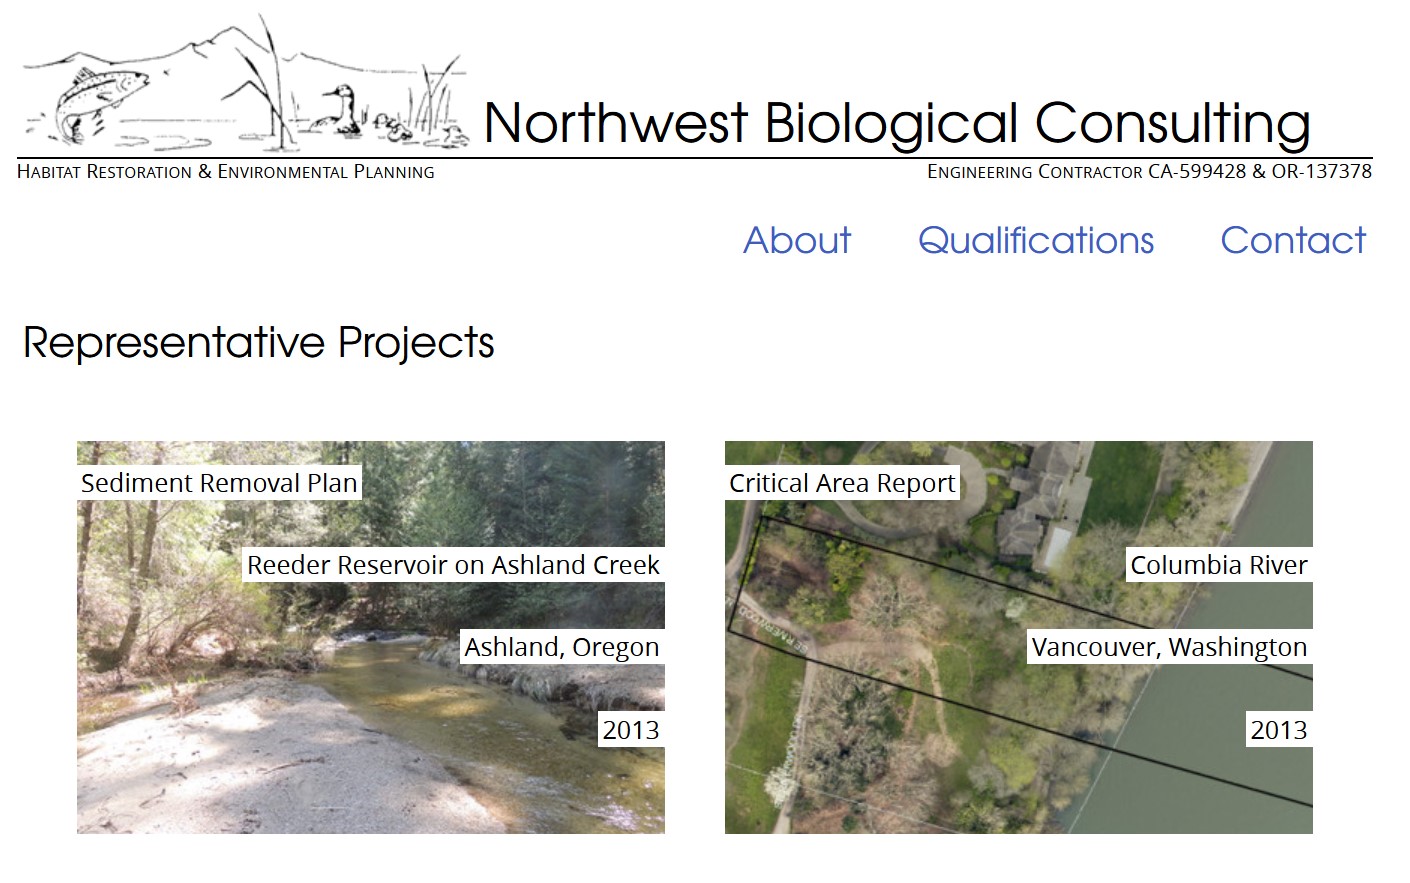 Northwest Biological Consulting
Habitat Restoration & Environmental Planning
Engineering Contractor CA-599428 & OR-137378
About Qualifications Contact
Representative Projects
Sediment Removal Plan
Reeder Reservoir on Ashland Creek
Ashland, Oregon
2013
Critical Area Report
Columbia River
Vancouver, Washington
2013